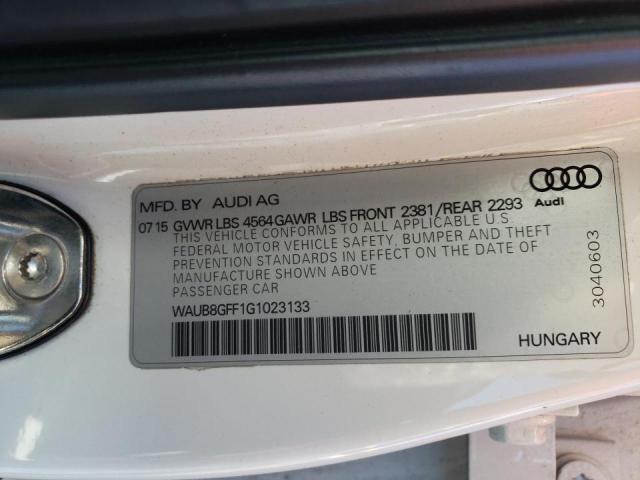 MFD. BY AUDI AG
Audi
07 15 GVWR LBS 4564 GAWR LBS FRONT 2381/REAR 2293
THIS VEHICLE CONFORMS TO ALL APPLICABLE U.S.
FEDERAL MOTOR VEHICLE SAFETY, BUMPER AND THEFT
PREVENTION STANDARDS IN EFFECT ON THE DATE OF
MANUFACTURE SHOWN ABOVE
PASSENGER CAR
WAUB8GFF1G1023133
HUNGARY
3040603